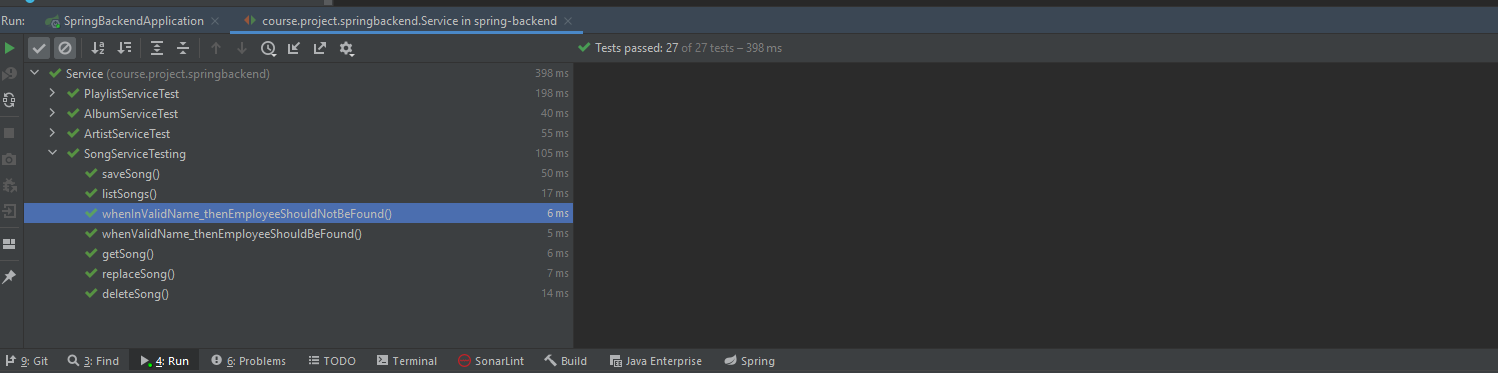 Run: SpringBackendApplication × course.project.springbackend.Service in spring-backend ×
Tests passed: 27 of 27 tests – 398 ms
Service (course.project.springbackend) 398 ms
PlaylistServiceTest 198 ms
AlbumServiceTest 40 ms
ArtistServiceTest 55 ms
SongServiceTesting 105 ms
saveSong() 50 ms
listSongs() 17 ms
whenInValidName_thenEmployeeShouldNotBeFound() 6 ms
whenValidName_thenEmployeeShouldBeFound() 5 ms
getSong() 6 ms
replaceSong() 7 ms
deleteSong() 14 ms
9: Git 3: Find 4: Run 6: Problems TODO Terminal SonarLint Build Java Enterprise Spring